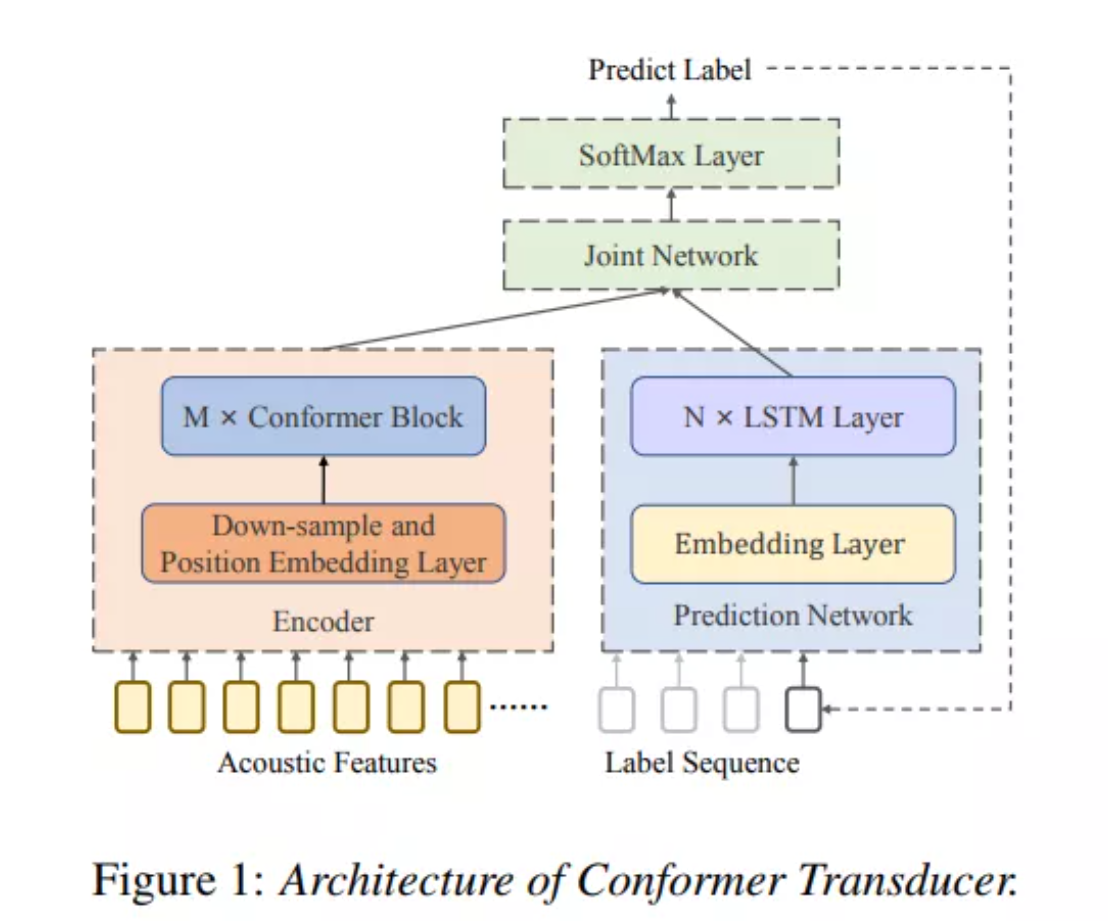 Predict Label
SoftMax Layer
Joint Network
M × Conformer Block
Down-sample and
Position Embedding Layer
Encoder
N × LSTM Layer
Embedding Layer
Prediction Network
......
Acoustic Features
Label Sequence
Figure 1: Architecture of Conformer Transducer.